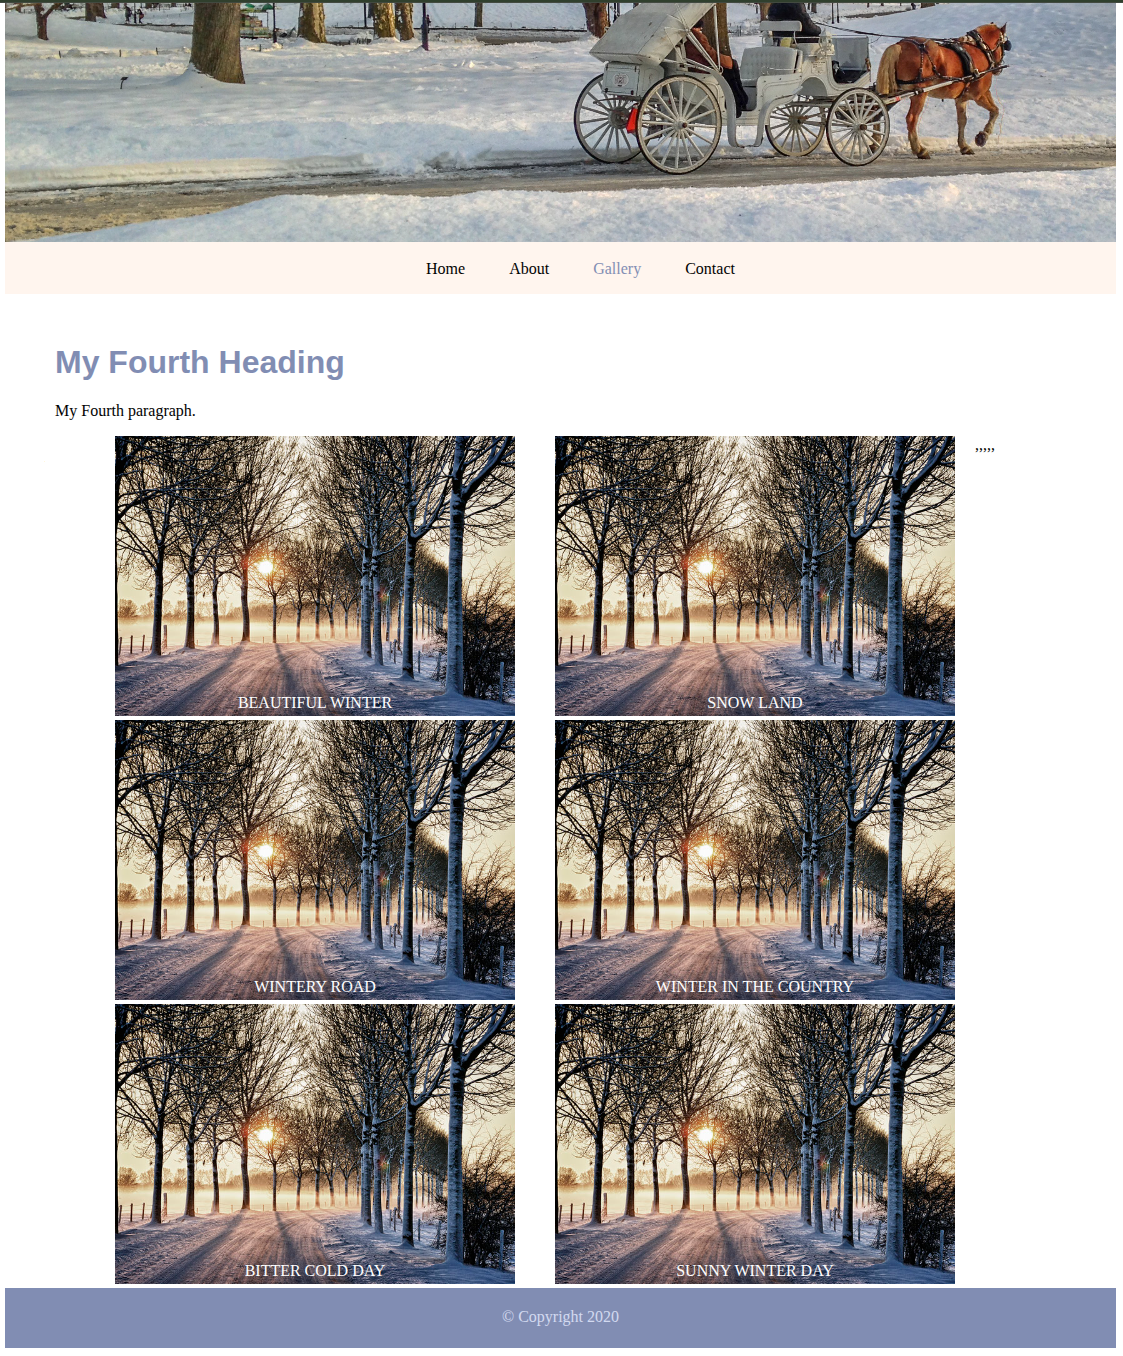 Home About Gallery Contact
My Fourth Heading
My Fourth paragraph.
,,,,,
BEAUTIFUL WINTER
SNOW LAND
WINTERY ROAD
WINTER IN THE COUNTRY
BITTER COLD DAY
SUNNY WINTER DAY
© Copyright 2020